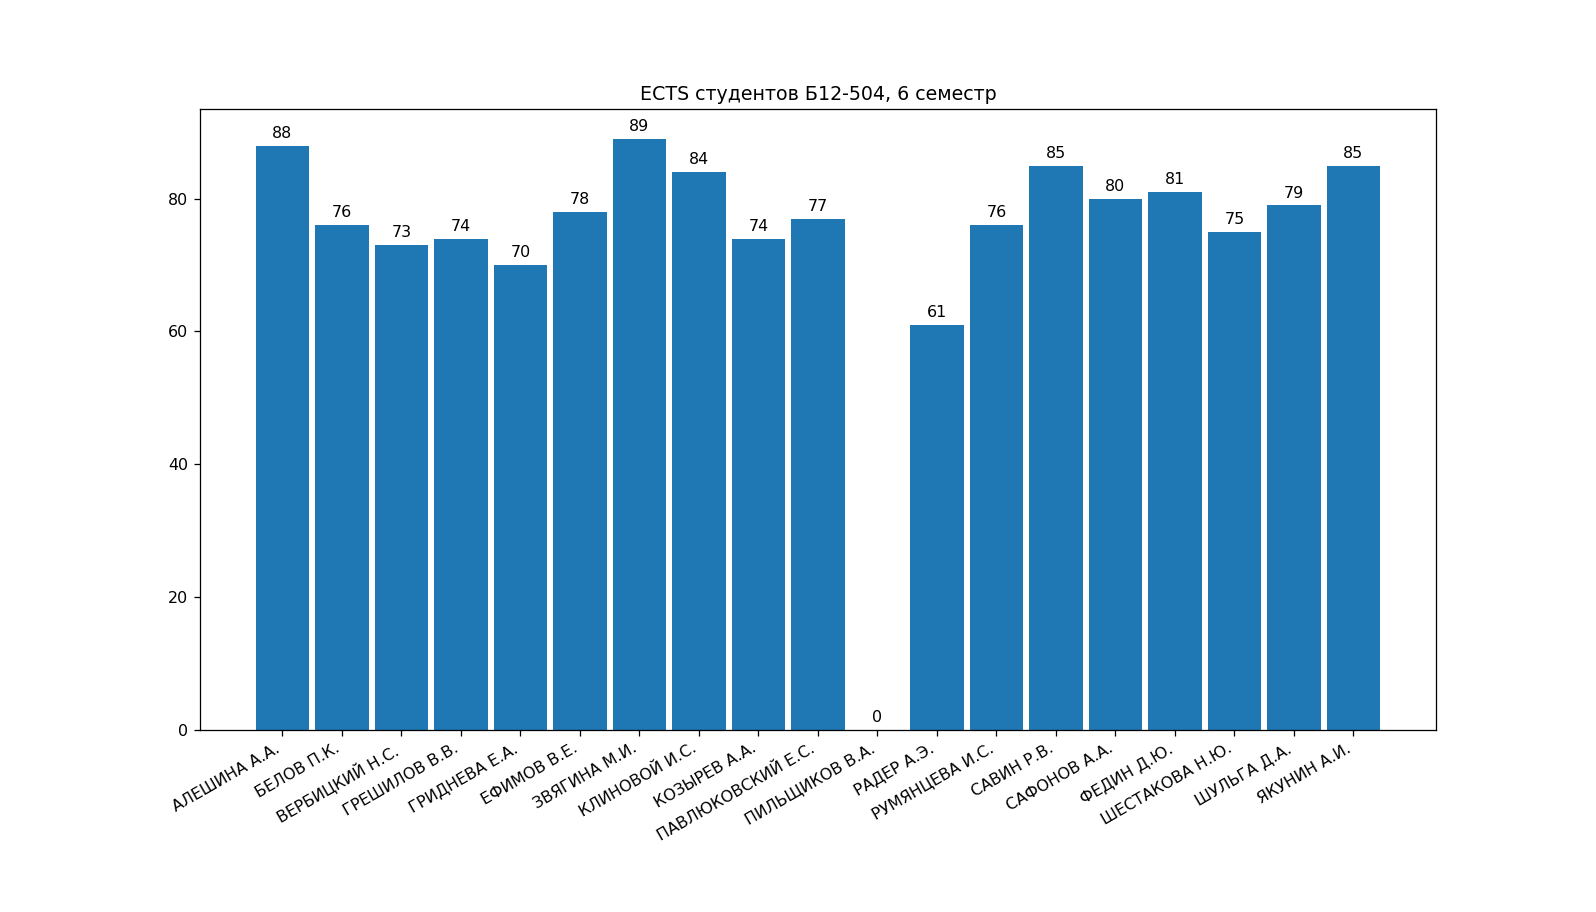 ECTS студентов Б12-504, 6 семестр
88
76
73
74
70
78
89
84
74
77
0
61
76
85
80
81
75
79
85
80
60
40
20
0
АЛЕШИНА А.А.
БЕЛОВ П.К.
ВЕРБИЦКИЙ Н.С.
ГРЕШИЛОВ В.В.
ГРИДНЕВА Е.А.
ЕФИМОВ В.Е.
ЗВЯГИНА М.И.
КЛИНОВОЙ И.С.
КОЗЫРЕВ А.А.
ПАВЛЮКОВСКИЙ Е.С.
ПИЛЬЩИКОВ В.А.
РАДЕР А.Э.
РУМЯНЦЕВА И.С.
САВИН Р.В.
САФОНОВ А.А.
ФЕДИН Д.Ю.
ШЕСТАКОВА Н.Ю.
ШУЛЬГА Д.А.
ЯКУНИН А.И.